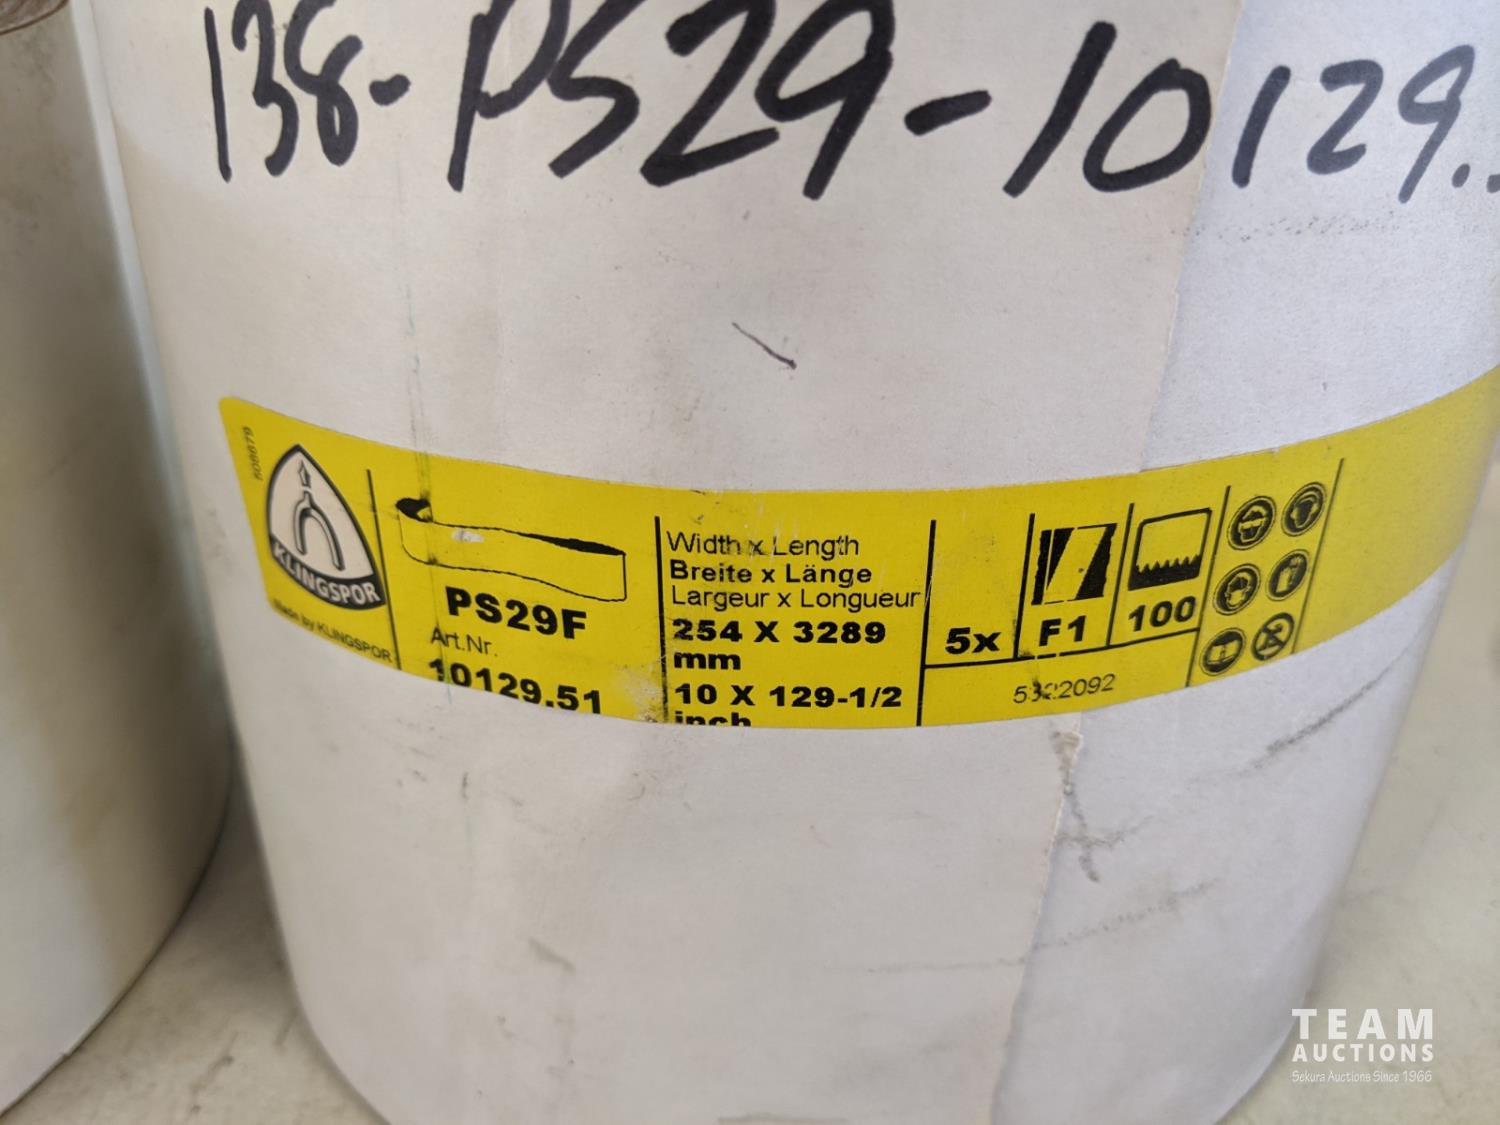 138-PS29-10129.
508679
KLINGSPOR
Made by KLINGSPOR
PS29F
Art.Nr.
10129.51
Width x Length
Breite x Länge
Largeur x Longueur
254 X 3289
mm
10 X 129-1/2
inch
5x
F1
100
TEAM
AUCTIONS
Sekura Auctions Since 1966